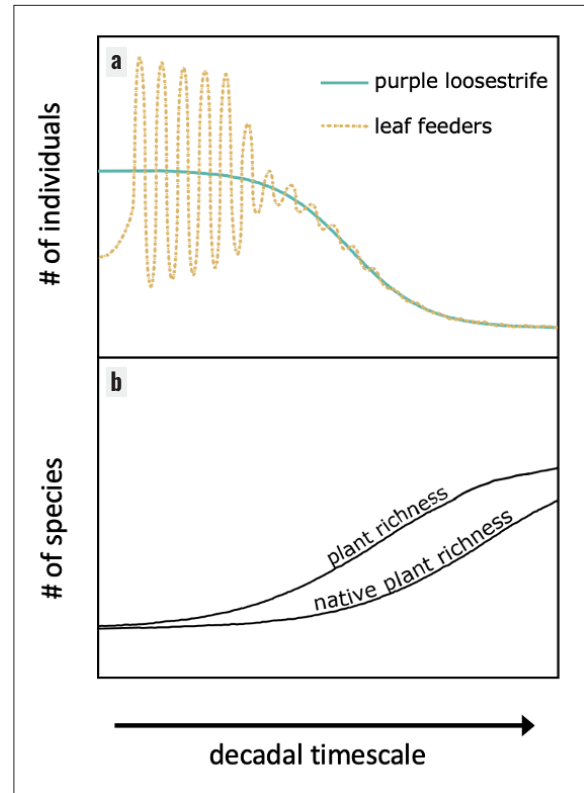 a
purple loosestrife
leaf feeders
# of individuals
b
plant richness
native plant richness
# of species
decadal timescale